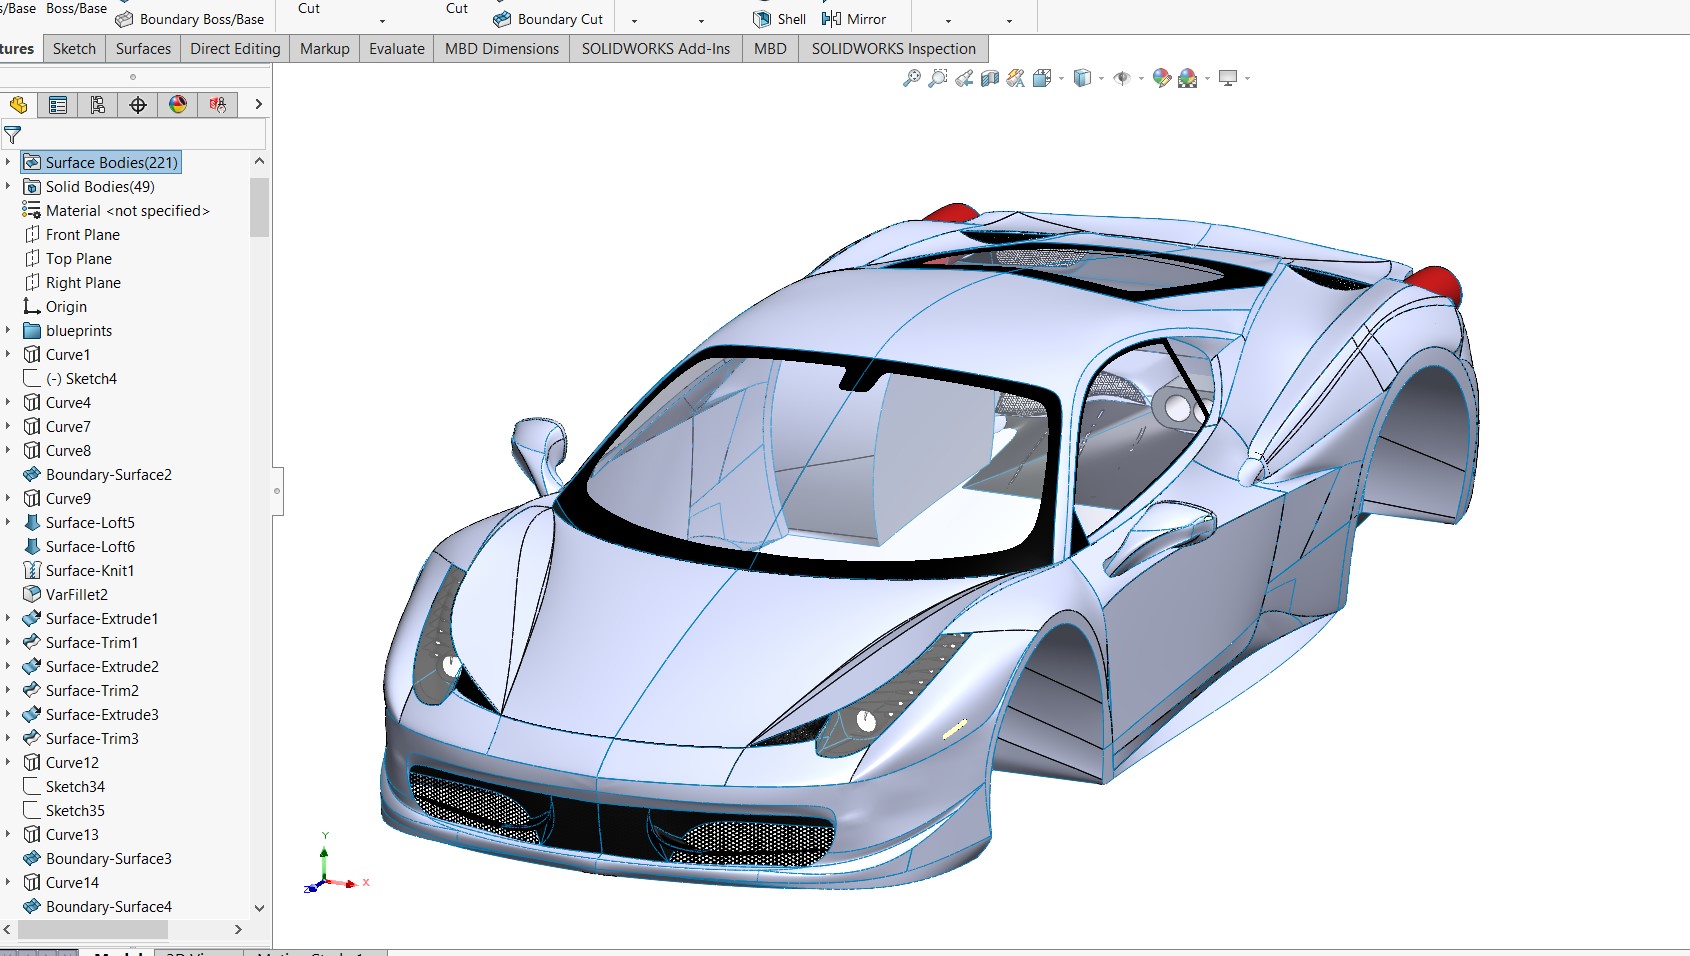 s/Base Boss/Base Boundary Boss/Base Cut Cut Boundary Cut Shell Mirror
tures Sketch Surfaces Direct Editing Markup Evaluate MBD Dimensions SOLIDWORKS Add-Ins MBD SOLIDWORKS Inspection
Surface Bodies(221)
Solid Bodies(49)
Material <not specified>
Front Plane
Top Plane
Right Plane
Origin
blueprints
Curve1
(-) Sketch4
Curve4
Curve7
Curve8
Boundary-Surface2
Curve9
Surface-Loft5
Surface-Loft6
Surface-Knit1
VarFillet2
Surface-Extrude1
Surface-Trim1
Surface-Extrude2
Surface-Trim2
Surface-Extrude3
Surface-Trim3
Curve12
Sketch34
Sketch35
Curve13
Boundary-Surface3
Curve14
Boundary-Surface4
Y
X
Z